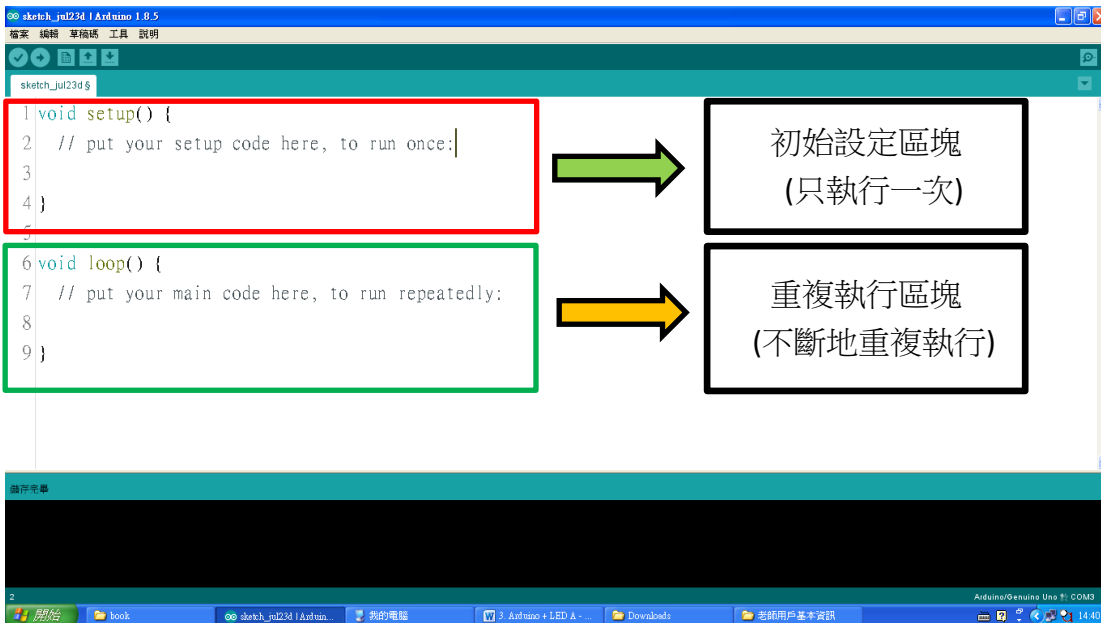 sketch_jul23d | Arduino 1.8.5
檔案 編輯 草稿碼 工具 說明
sketch_jul23d §
1 void setup() {
2 // put your setup code here, to run once:
3
4 }
5
6 void loop() {
7 // put your main code here, to run repeatedly:
8
9 }
初始設定區塊
(只執行一次)
重複執行區塊
(不斷地重複執行)
儲存完畢
2
Arduino/Genuino Uno 於 COM3
開始
book
sketch_jul23d | Arduin...
我的電腦
3. Arduino + LED A - ...
Downloads
老師用戶基本資訊
14:40